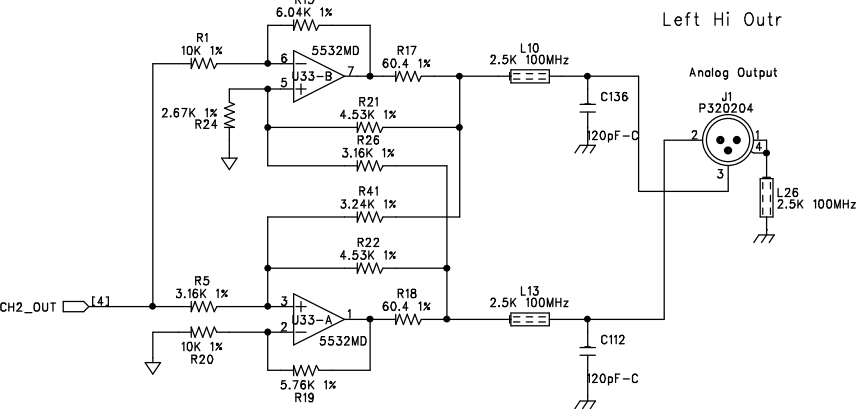 6.04K 1%
Left Hi Outr
R1
10K 1%
5532MD
R17
60.4 1%
L10
2.5K 100MHz
6
7
U33-B
5
Analog Output
J1
P320204
C136
2.67K 1%
R24
R21
4.53K 1%
120pF-C
2
1
4
3
R26
3.16K 1%
R41
3.24K 1%
L26
2.5K 100MHz
R22
4.53K 1%
R5
3.16K 1%
CH2_OUT
[4]
3
1
U33-A
2
R18
60.4 1%
L13
2.5K 100MHz
5532MD
10K 1%
R20
C112
120pF-C
5.76K 1%
R19